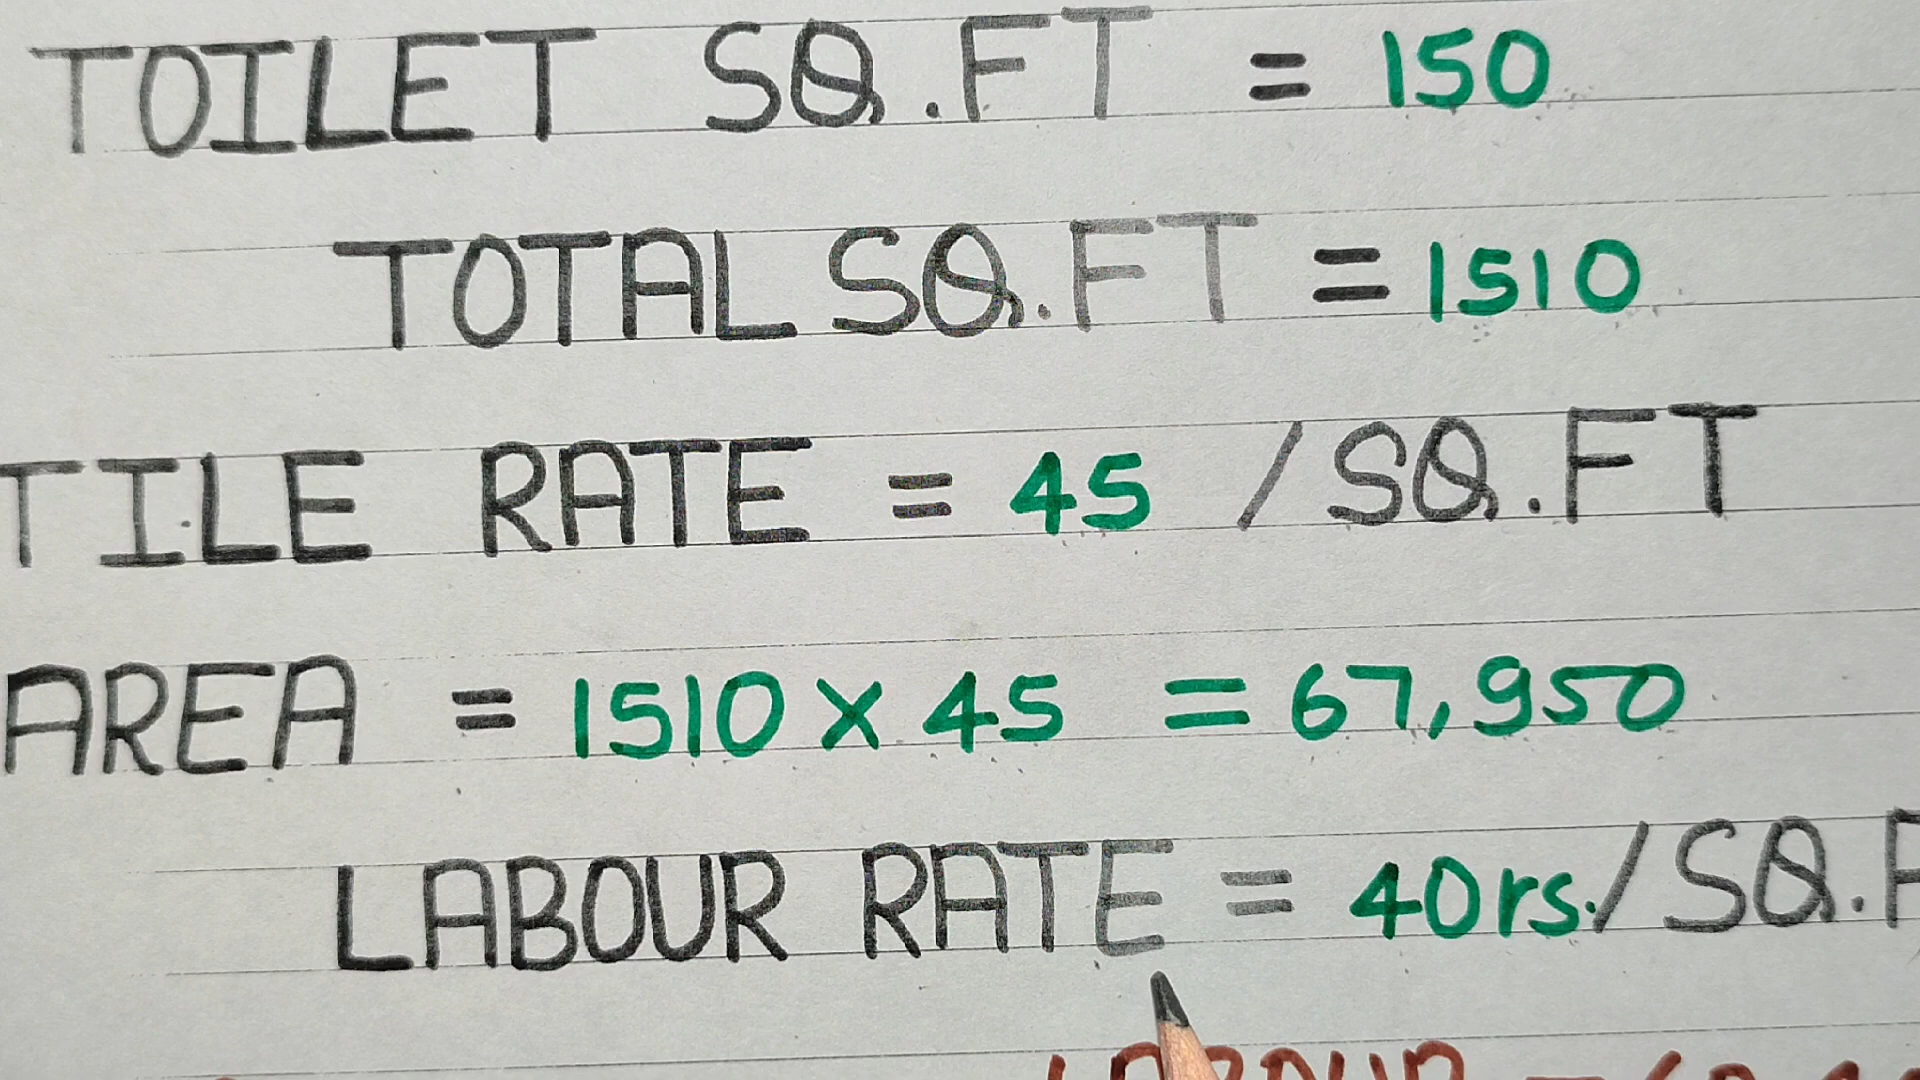 TOILET SQ.FT = 150
TOTAL SQ.FT = 1510
TILE RATE = 45 /SQ.FT
AREA = 1510 x 45 = 67,950
LABOUR RATE = 40rs./SQ.F
LABOUR =